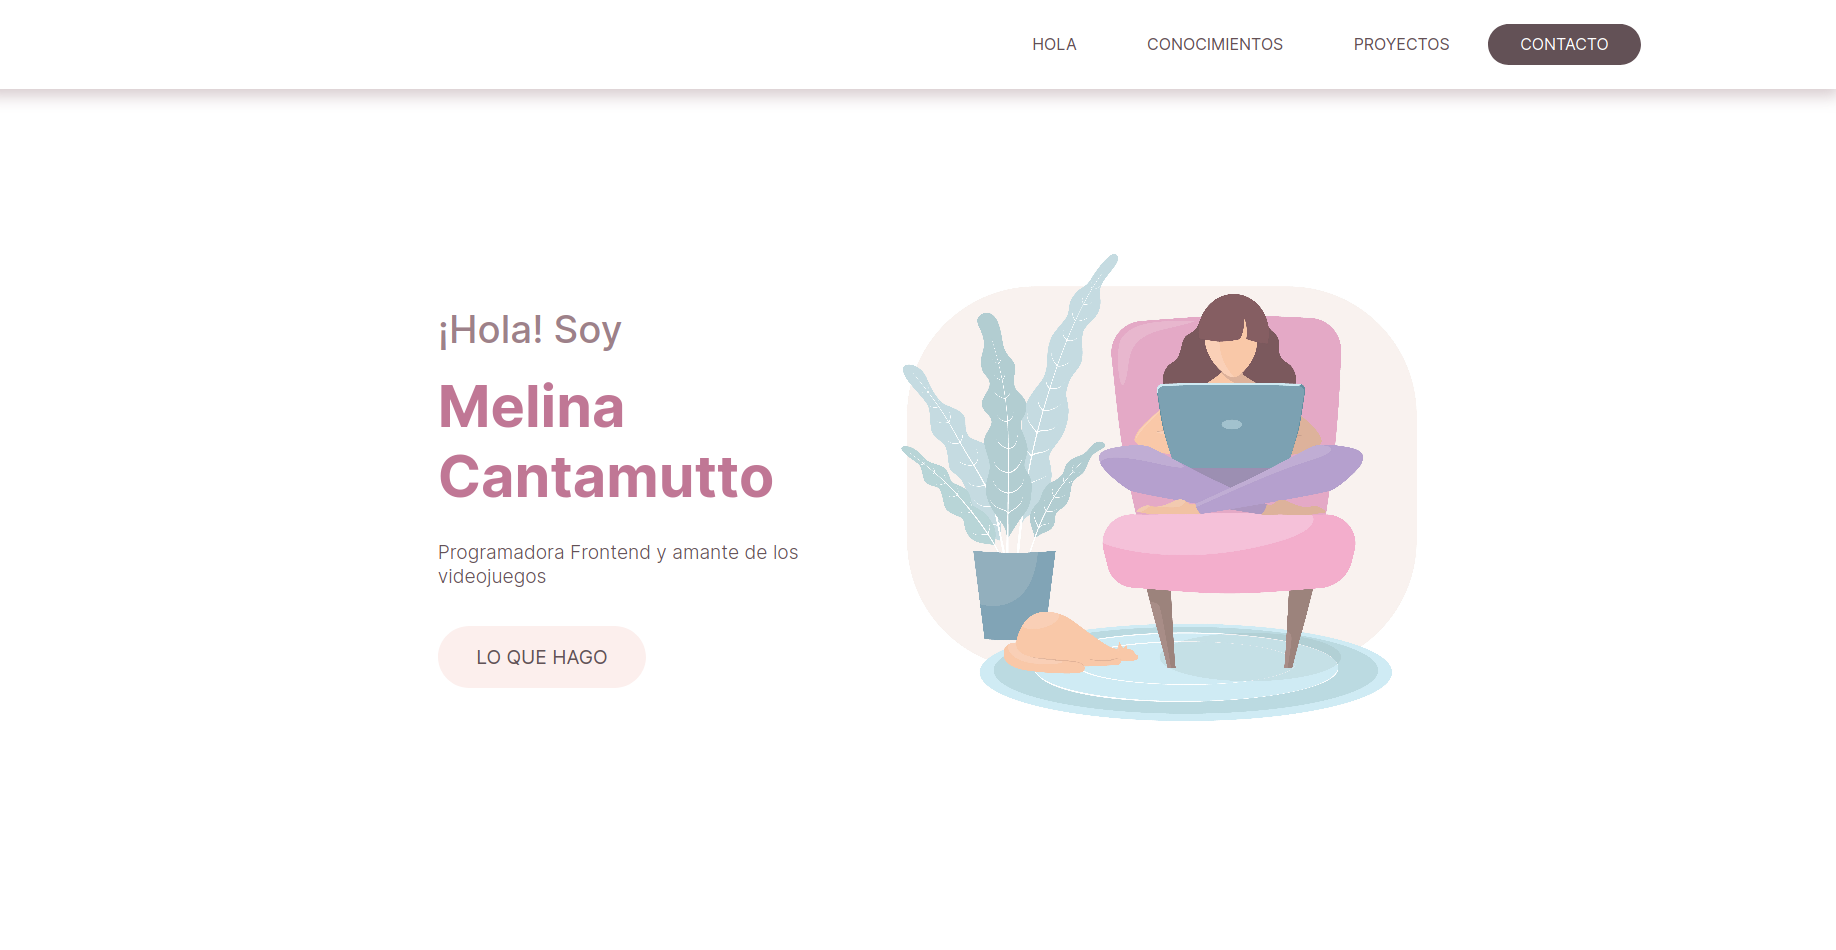 HOLA CONOCIMIENTOS PROYECTOS CONTACTO
¡Hola! Soy
Melina
Cantamutto
Programadora Frontend y amante de los
videojuegos
LO QUE HAGO